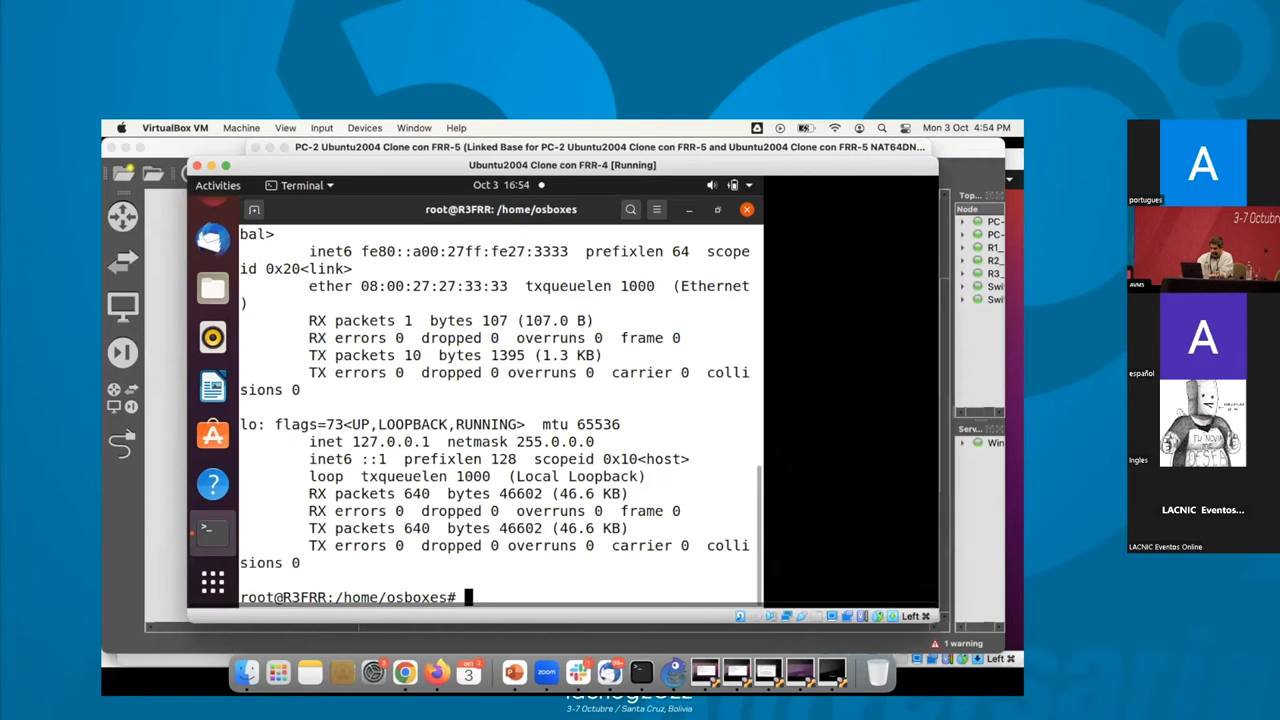 VirtualBox VM Machine View Input Devices Window Help Mon 3 Oct 4:54 PM
PC-2 Ubuntu2004 Clone con FRR-5 (Linked Base for PC-2 Ubuntu2004 Clone con FRR-5 and Ubuntu2004 Clone con FRR-5 NAT64DN...
Ubuntu2004 Clone con FRR-4 [Running]
Activities Terminal Oct 3 16:54
root@R3FRR: /home/osboxes
bal>
inet6 fe80::a00:27ff:fe27:3333 prefixlen 64 scope
id 0x20<link>
ether 08:00:27:27:33:33 txqueuelen 1000 (Ethernet
)
RX packets 1 bytes 107 (107.0 B)
RX errors 0 dropped 0 overruns 0 frame 0
TX packets 10 bytes 1395 (1.3 KB)
TX errors 0 dropped 0 overruns 0 carrier 0 colli
sions 0
lo: flags=73<UP,LOOPBACK,RUNNING> mtu 65536
inet 127.0.0.1 netmask 255.0.0.0
inet6 ::1 prefixlen 128 scopeid 0x10<host>
loop txqueuelen 1000 (Local Loopback)
RX packets 640 bytes 46602 (46.6 KB)
RX errors 0 dropped 0 overruns 0 frame 0
TX packets 640 bytes 46602 (46.6 KB)
TX errors 0 dropped 0 overruns 0 carrier 0 colli
sions 0
root@R3FRR:/home/osboxes#
Left ⌘
Top...
Node
PC-
PC-
R1_
R2_
R3_
Swi
Swi
Serv...
Win
1 warning
Left ⌘
3-7 Octubre / Santa Cruz, Bolivia
A
portugues
3-7 Octubre
AVMS
A
español
TU NOVIA
ME
DESEA
Ingles
LACNIC Eventos...
LACNIC Eventos Online